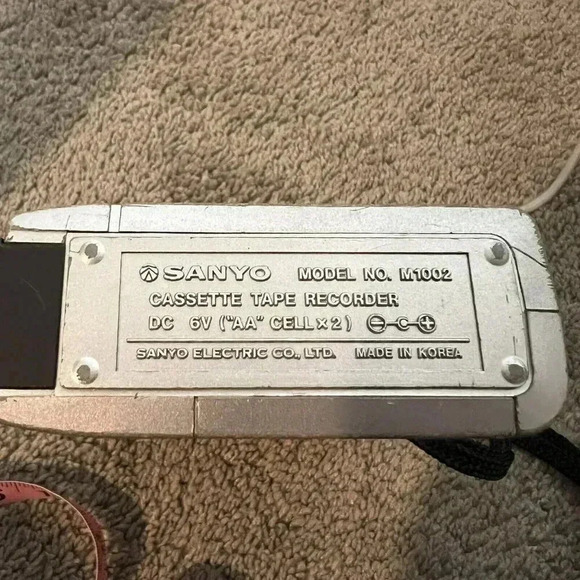 SANYO MODEL NO. M1002
CASSETTE TAPE RECORDER
DC 6V ("AA" CELL×2) ⊖-C-⊕
SANYO ELECTRIC CO., LTD. MADE IN KOREA